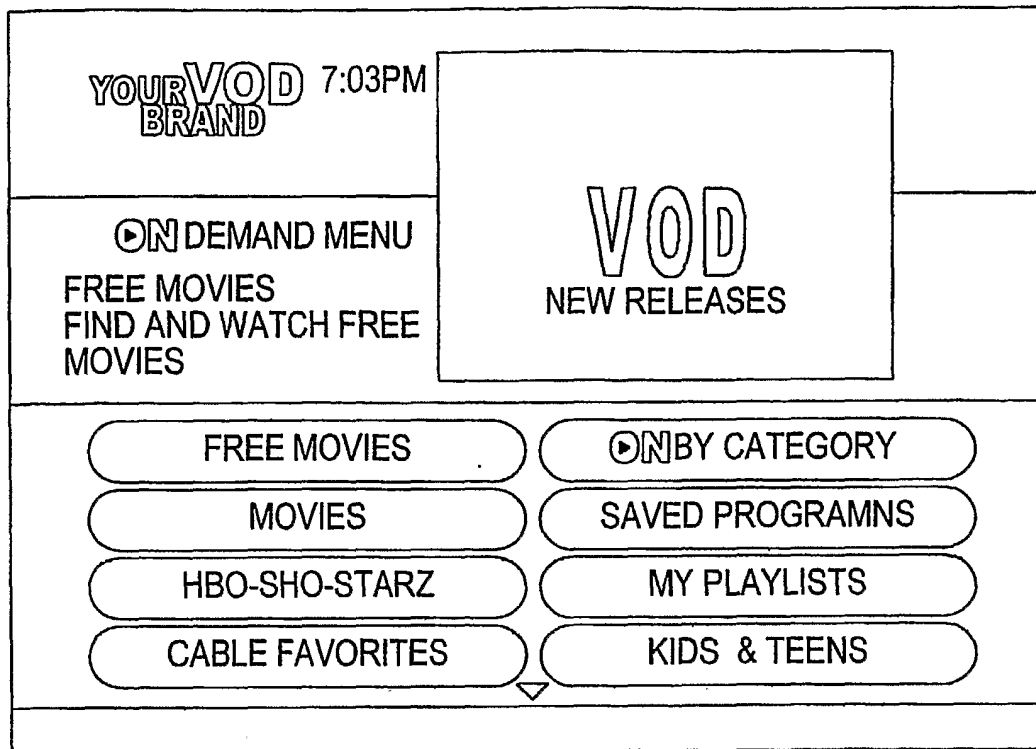 YOUR VOD 7:03PM
BRAND
VOD
NEW RELEASES
ON DEMAND MENU
FREE MOVIES
FIND AND WATCH FREE
MOVIES
FREE MOVIES
ON BY CATEGORY
MOVIES
SAVED PROGRAMNS
HBO-SHO-STARZ
MY PLAYLISTS
CABLE FAVORITES
KIDS & TEENS